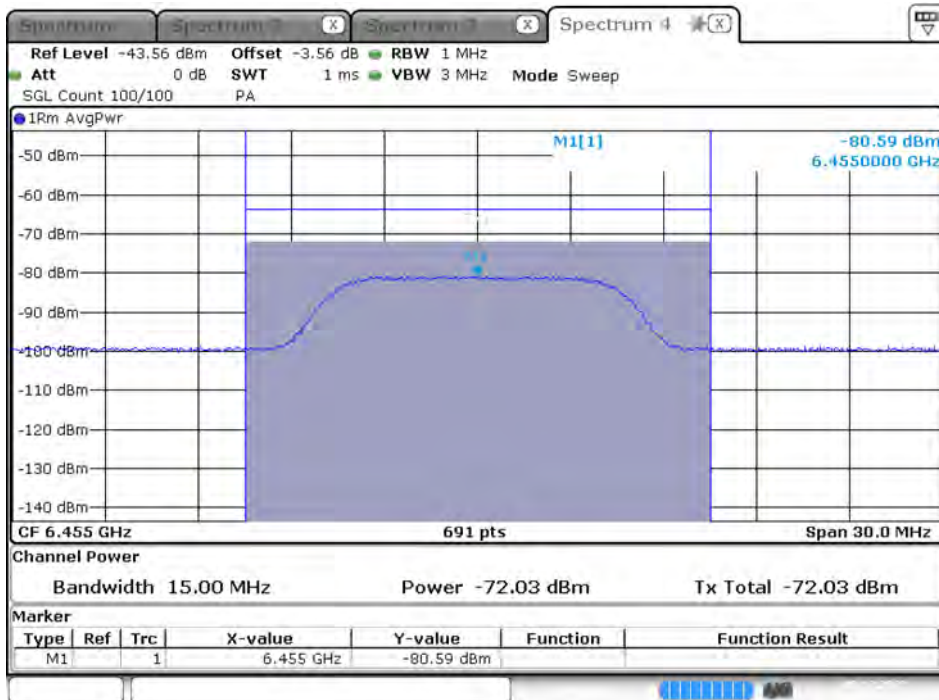 Spectrum X Spectrum X Spectrum 4 X
Ref Level -43.56 dBm Offset -3.56 dB RBW 1 MHz
Att 0 dB SWT 1 ms VBW 3 MHz Mode Sweep
SGL Count 100/100 PA
1Rm AvgPwr
M1[1] -80.59 dBm
6.4550000 GHz
-50 dBm
-60 dBm
-70 dBm
M1
-80 dBm
-90 dBm
-100 dBm
-110 dBm
-120 dBm
-130 dBm
-140 dBm
CF 6.455 GHz 691 pts Span 30.0 MHz
Channel Power
Bandwidth 15.00 MHz Power -72.03 dBm Tx Total -72.03 dBm
Marker
Type Ref Trc X-value Y-value Function Function Result
M1 1 6.455 GHz -80.59 dBm